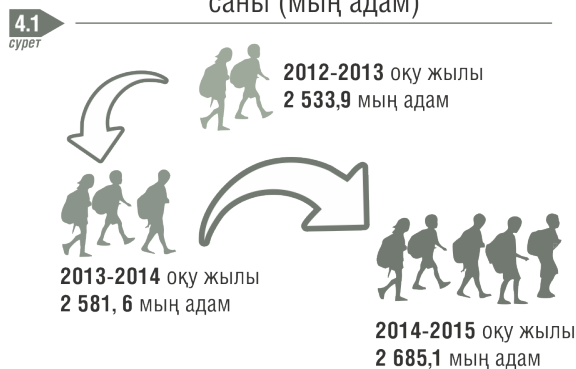 саны (мың адам)
4.1
сурет
2012-2013 оқу жылы
2 533,9 мың адам
2013-2014 оқу жылы
2 581, 6 мың адам
2014-2015 оқу жылы
2 685,1 мың адам